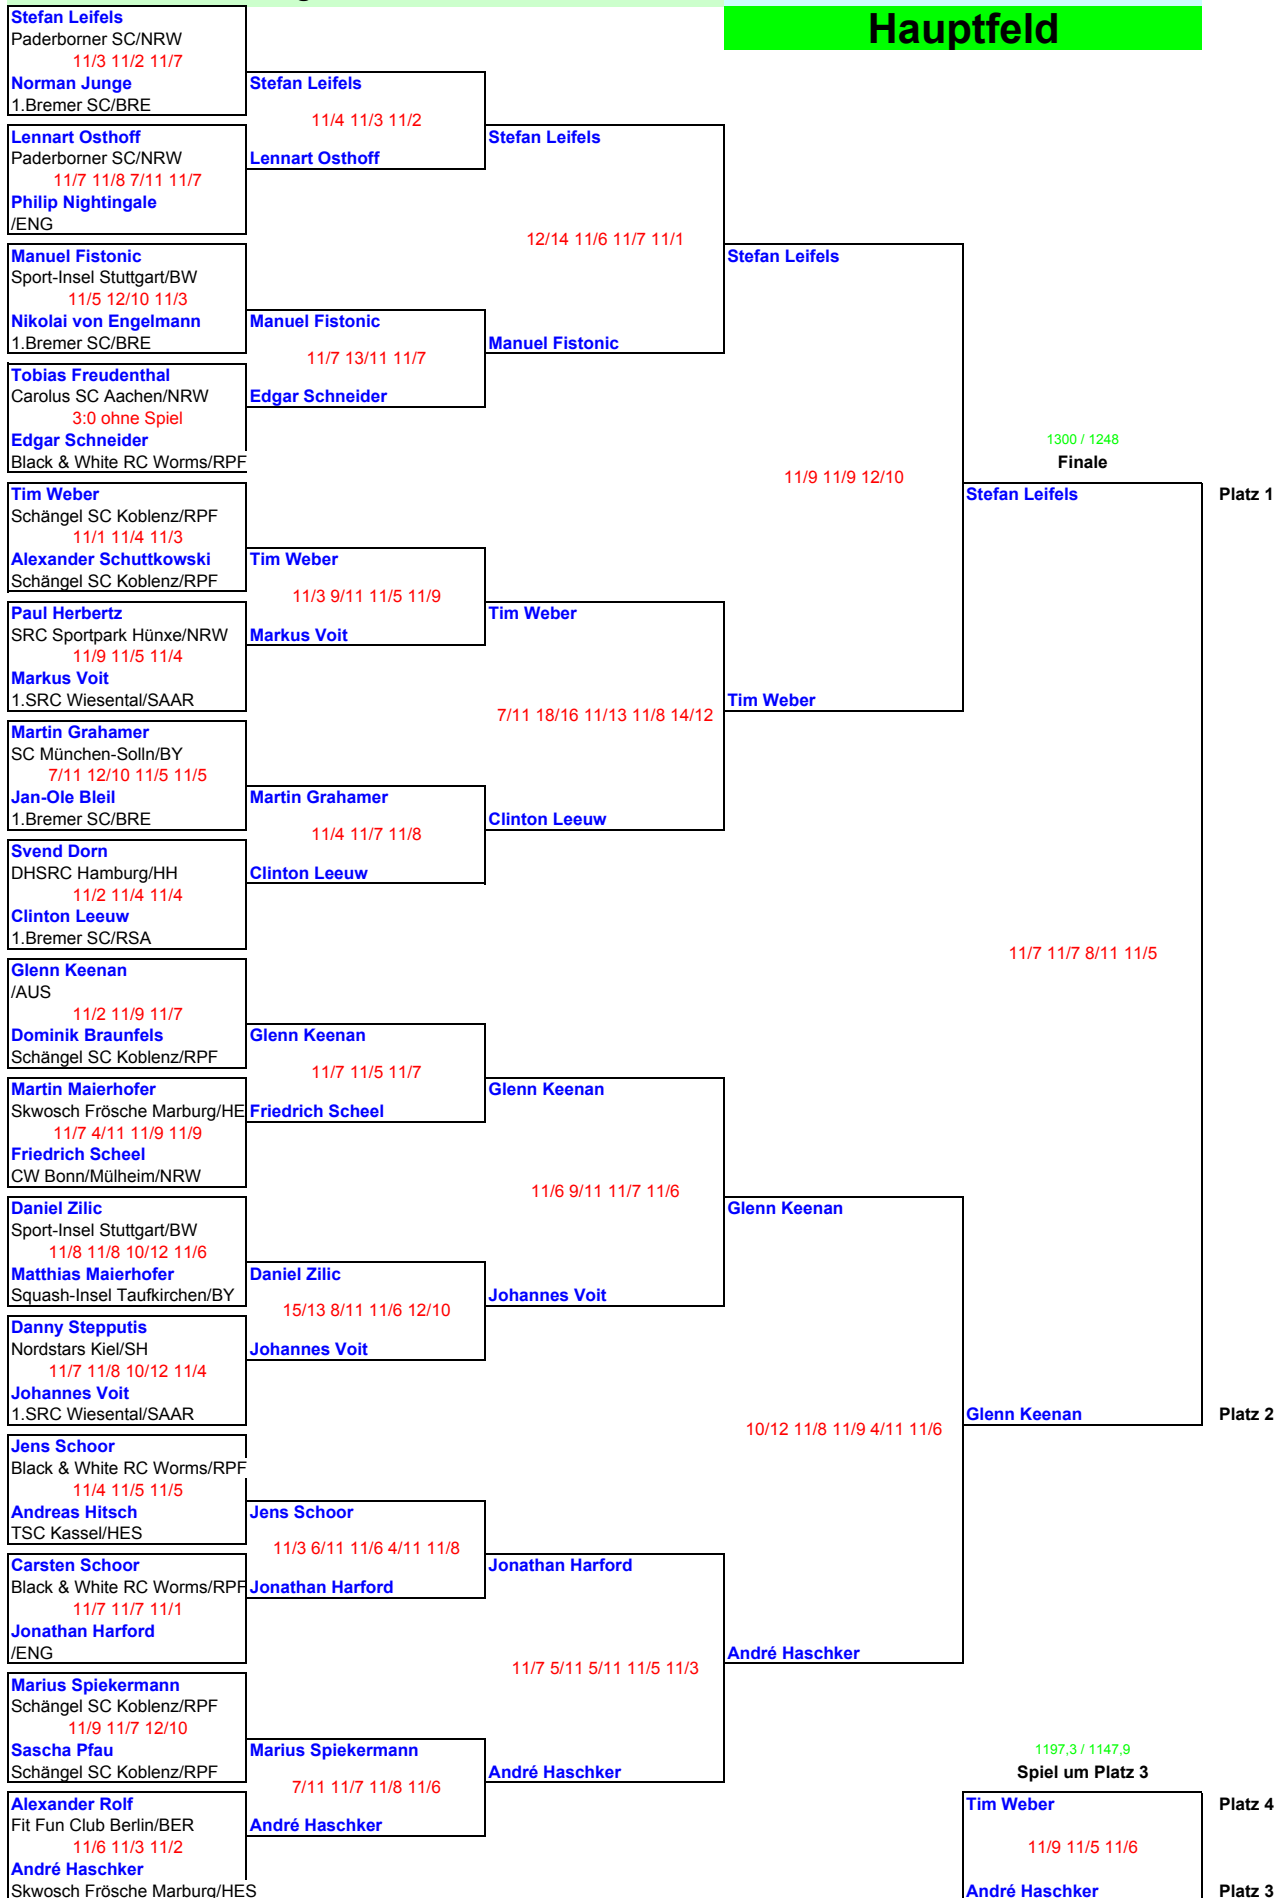 Hauptfeld
Stefan Leifels
Paderborner SC/NRW
11/3 11/2 11/7
Norman Junge
1.Bremer SC/BRE
Lennart Osthoff
Paderborner SC/NRW
11/7 11/8 7/11 11/7
Philip Nightingale
/ENG
Manuel Fistonic
Sport-Insel Stuttgart/BW
11/5 12/10 11/3
Nikolai von Engelmann
1.Bremer SC/BRE
Tobias Freudenthal
Carolus SC Aachen/NRW
3:0 ohne Spiel
Edgar Schneider
Black & White RC Worms/RPF
Tim Weber
Schängel SC Koblenz/RPF
11/1 11/4 11/3
Alexander Schuttkowski
Schängel SC Koblenz/RPF
Paul Herbertz
SRC Sportpark Hünxe/NRW
11/9 11/5 11/4
Markus Voit
1.SRC Wiesental/SAAR
Martin Grahamer
SC München-Solln/BY
7/11 12/10 11/5 11/5
Jan-Ole Bleil
1.Bremer SC/BRE
Svend Dorn
DHSRC Hamburg/HH
11/2 11/4 11/4
Clinton Leeuw
1.Bremer SC/RSA
Glenn Keenan
/AUS
11/2 11/9 11/7
Dominik Braunfels
Schängel SC Koblenz/RPF
Martin Maierhofer
Skwosch Frösche Marburg/HE
11/7 4/11 11/9 11/9
Friedrich Scheel
CW Bonn/Mülheim/NRW
Daniel Zilic
Sport-Insel Stuttgart/BW
11/8 11/8 10/12 11/6
Matthias Maierhofer
Squash-Insel Taufkirchen/BY
Danny Stepputis
Nordstars Kiel/SH
11/7 11/8 10/12 11/4
Johannes Voit
1.SRC Wiesental/SAAR
Jens Schoor
Black & White RC Worms/RPF
11/4 11/5 11/5
Andreas Hitsch
TSC Kassel/HES
Carsten Schoor
Black & White RC Worms/RPF
11/7 11/7 11/1
Jonathan Harford
/ENG
Marius Spiekermann
Schängel SC Koblenz/RPF
11/9 11/7 12/10
Sascha Pfau
Schängel SC Koblenz/RPF
Alexander Rolf
Fit Fun Club Berlin/BER
11/6 11/3 11/2
André Haschker
Skwosch Frösche Marburg/HES
Stefan Leifels
11/4 11/3 11/2
Lennart Osthoff
Manuel Fistonic
11/7 13/11 11/7
Edgar Schneider
Tim Weber
11/3 9/11 11/5 11/9
Markus Voit
Martin Grahamer
11/4 11/7 11/8
Clinton Leeuw
Glenn Keenan
11/7 11/5 11/7
Friedrich Scheel
Daniel Zilic
15/13 8/11 11/6 12/10
Johannes Voit
Jens Schoor
11/3 6/11 11/6 4/11 11/8
Jonathan Harford
Marius Spiekermann
7/11 11/7 11/8 11/6
André Haschker
Stefan Leifels
12/14 11/6 11/7 11/1
Manuel Fistonic
Tim Weber
7/11 18/16 11/13 11/8 14/12
Clinton Leeuw
Glenn Keenan
11/6 9/11 11/7 11/6
Johannes Voit
Jonathan Harford
11/7 5/11 5/11 11/5 11/3
André Haschker
Stefan Leifels
11/9 11/9 12/10
Tim Weber
Glenn Keenan
10/12 11/8 11/9 4/11 11/6
André Haschker
1300 / 1248
Finale
Stefan Leifels Platz 1
11/7 11/7 8/11 11/5
Glenn Keenan Platz 2
1197,3 / 1147,9
Spiel um Platz 3
Tim Weber Platz 4
11/9 11/5 11/6
André Haschker Platz 3